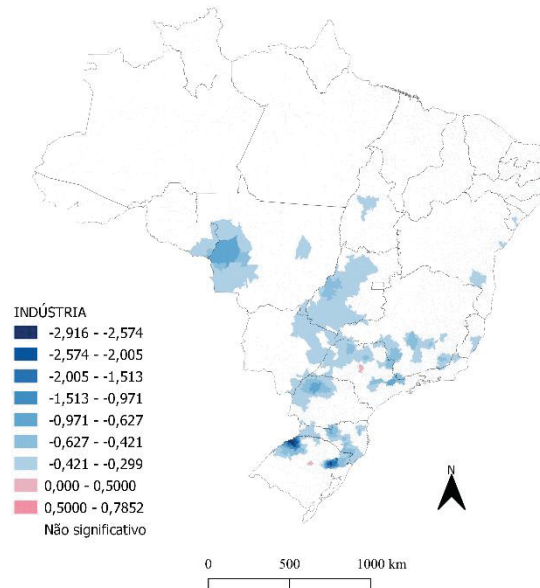 INDÚSTRIA
-2,916 - -2,574
-2,574 - -2,005
-2,005 - -1,513
-1,513 - -0,971
-0,971 - -0,627
-0,627 - -0,421
-0,421 - -0,299
0,000 - 0,5000
0,5000 - 0,7852
Não significativo
N
0 500 1000 km